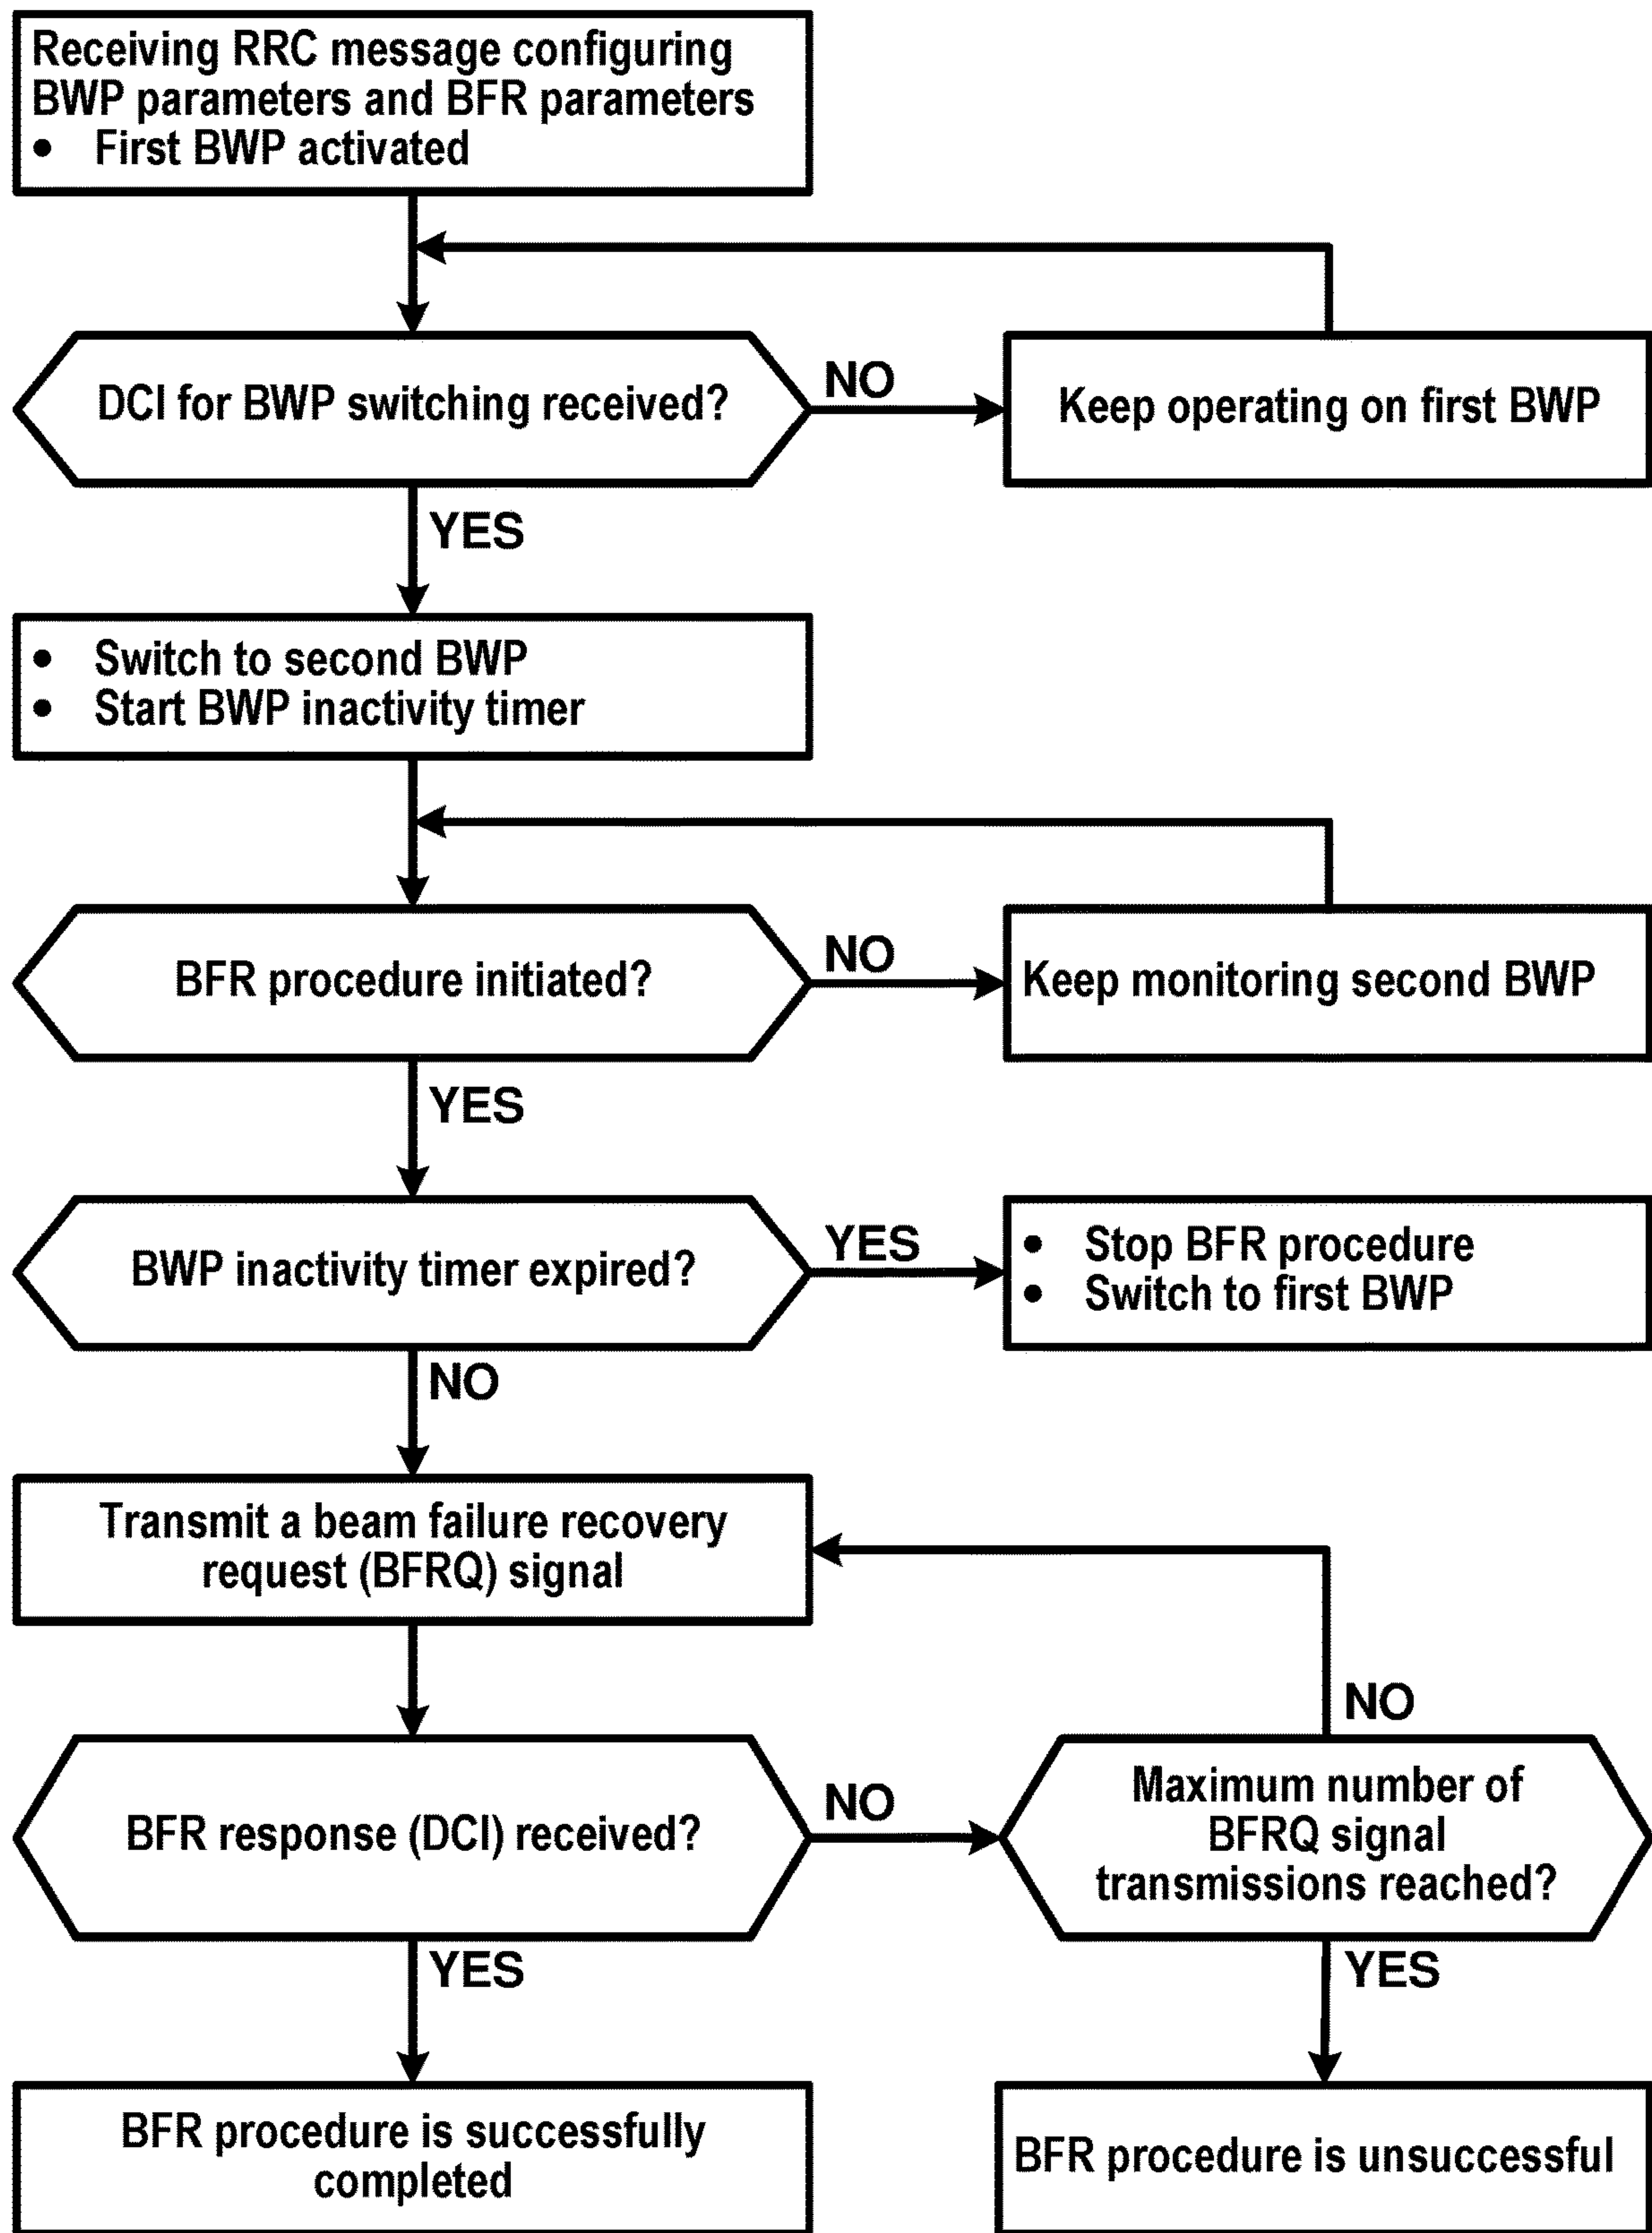 Receiving RRC message configuring
BWP parameters and BFR parameters
• First BWP activated
DCI for BWP switching received?
NO
Keep operating on first BWP
YES
• Switch to second BWP
• Start BWP inactivity timer
BFR procedure initiated?
NO
Keep monitoring second BWP
YES
BWP inactivity timer expired?
YES
• Stop BFR procedure
• Switch to first BWP
NO
Transmit a beam failure recovery
request (BFRQ) signal
BFR response (DCI) received?
NO
Maximum number of
BFRQ signal
transmissions reached?
NO
YES
YES
BFR procedure is successfully
completed
BFR procedure is unsuccessful